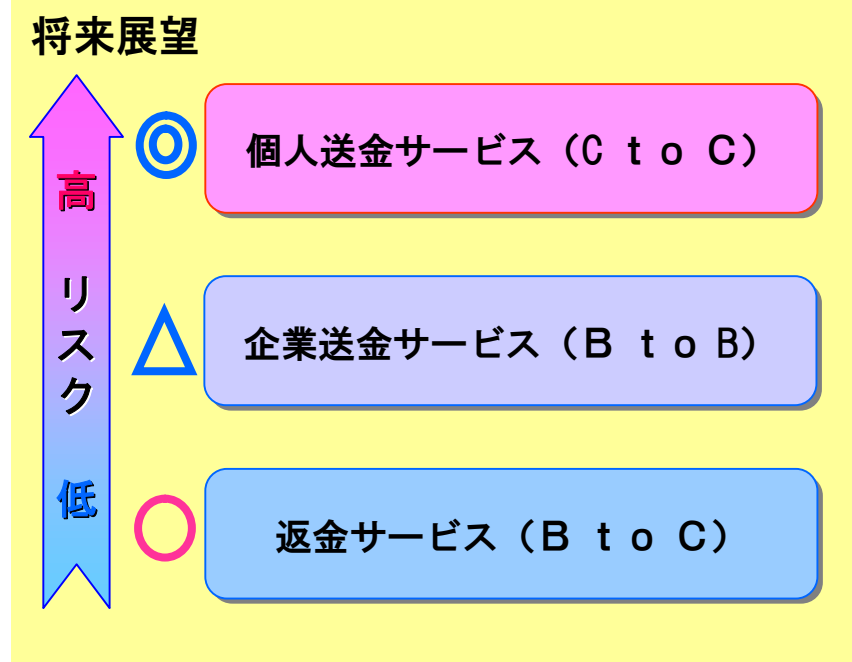 将来展望
高
リスク
低
◎
個人送金サービス（C to C）
△
企業送金サービス（B to B）
○
返金サービス（B to C）